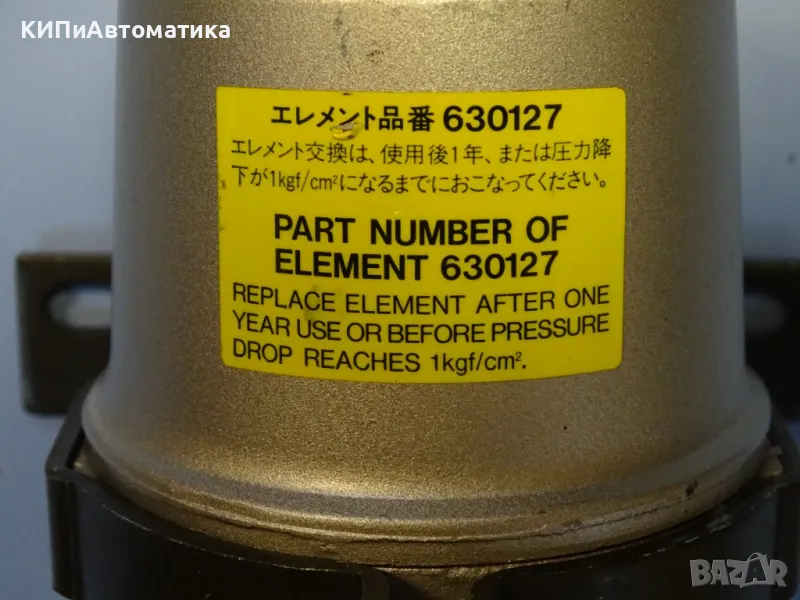 КИПиАвтоматика
エレメント品番 630127
エレメント交換は、使用後1年、または圧力降
下が1kgf/cm²になるまでにおこなってください。
PART NUMBER OF
ELEMENT 630127
REPLACE ELEMENT AFTER ONE
YEAR USE OR BEFORE PRESSURE
DROP REACHES 1kgf/cm².
BAZAR